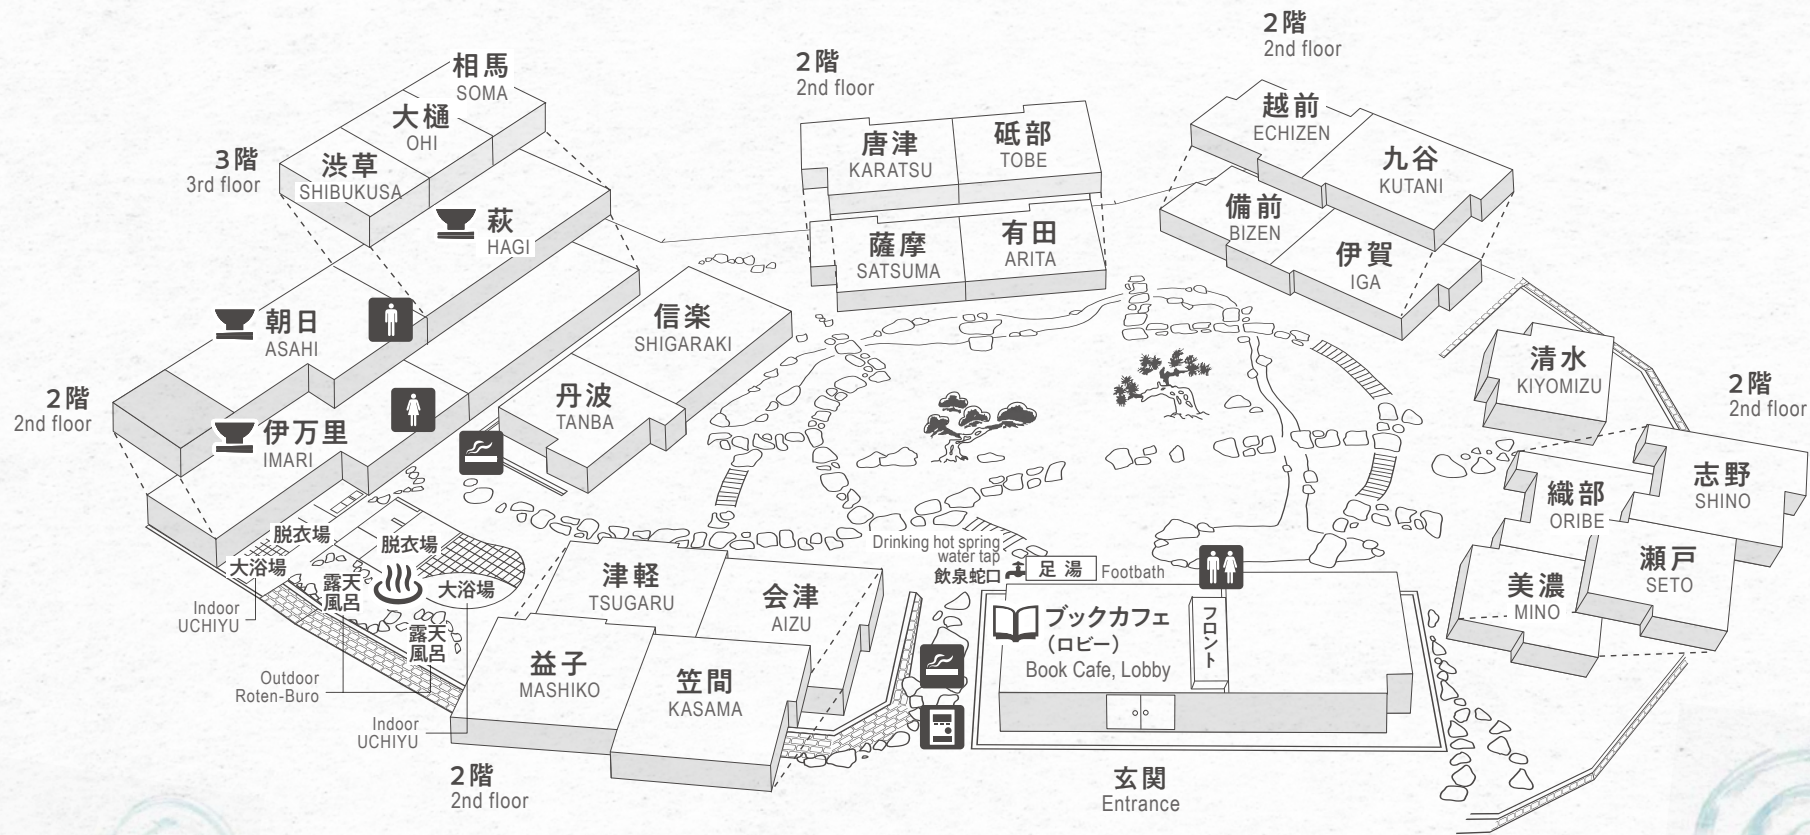 相馬
SOMA
大樋
OHI
渋草
SHIBUKUSA
3階
3rd floor
萩
HAGI
朝日
ASAHI
2階
2nd floor
伊万里
IMARI
信楽
SHIGARAKI
丹波
TANBA
2階
2nd floor
唐津
KARATSU
砥部
TOBE
薩摩
SATSUMA
有田
ARITA
2階
2nd floor
越前
ECHIZEN
九谷
KUTANI
備前
BIZEN
伊賀
IGA
清水
KIYOMIZU
2階
2nd floor
志野
SHINO
織部
ORIBE
瀬戸
SETO
美濃
MINO
脱衣場
脱衣場
大浴場
大浴場
露天
風呂
露天
風呂
Indoor
UCHIYU
Outdoor
Roten-Buro
Indoor
UCHIYU
津軽
TSUGARU
会津
AIZU
益子
MASHIKO
笠間
KASAMA
2階
2nd floor
Drinking hot spring
water tap
飲泉蛇口
足湯
Footbath
ブックカフェ
(ロビー)
Book Cafe, Lobby
フロント
玄関
Entrance